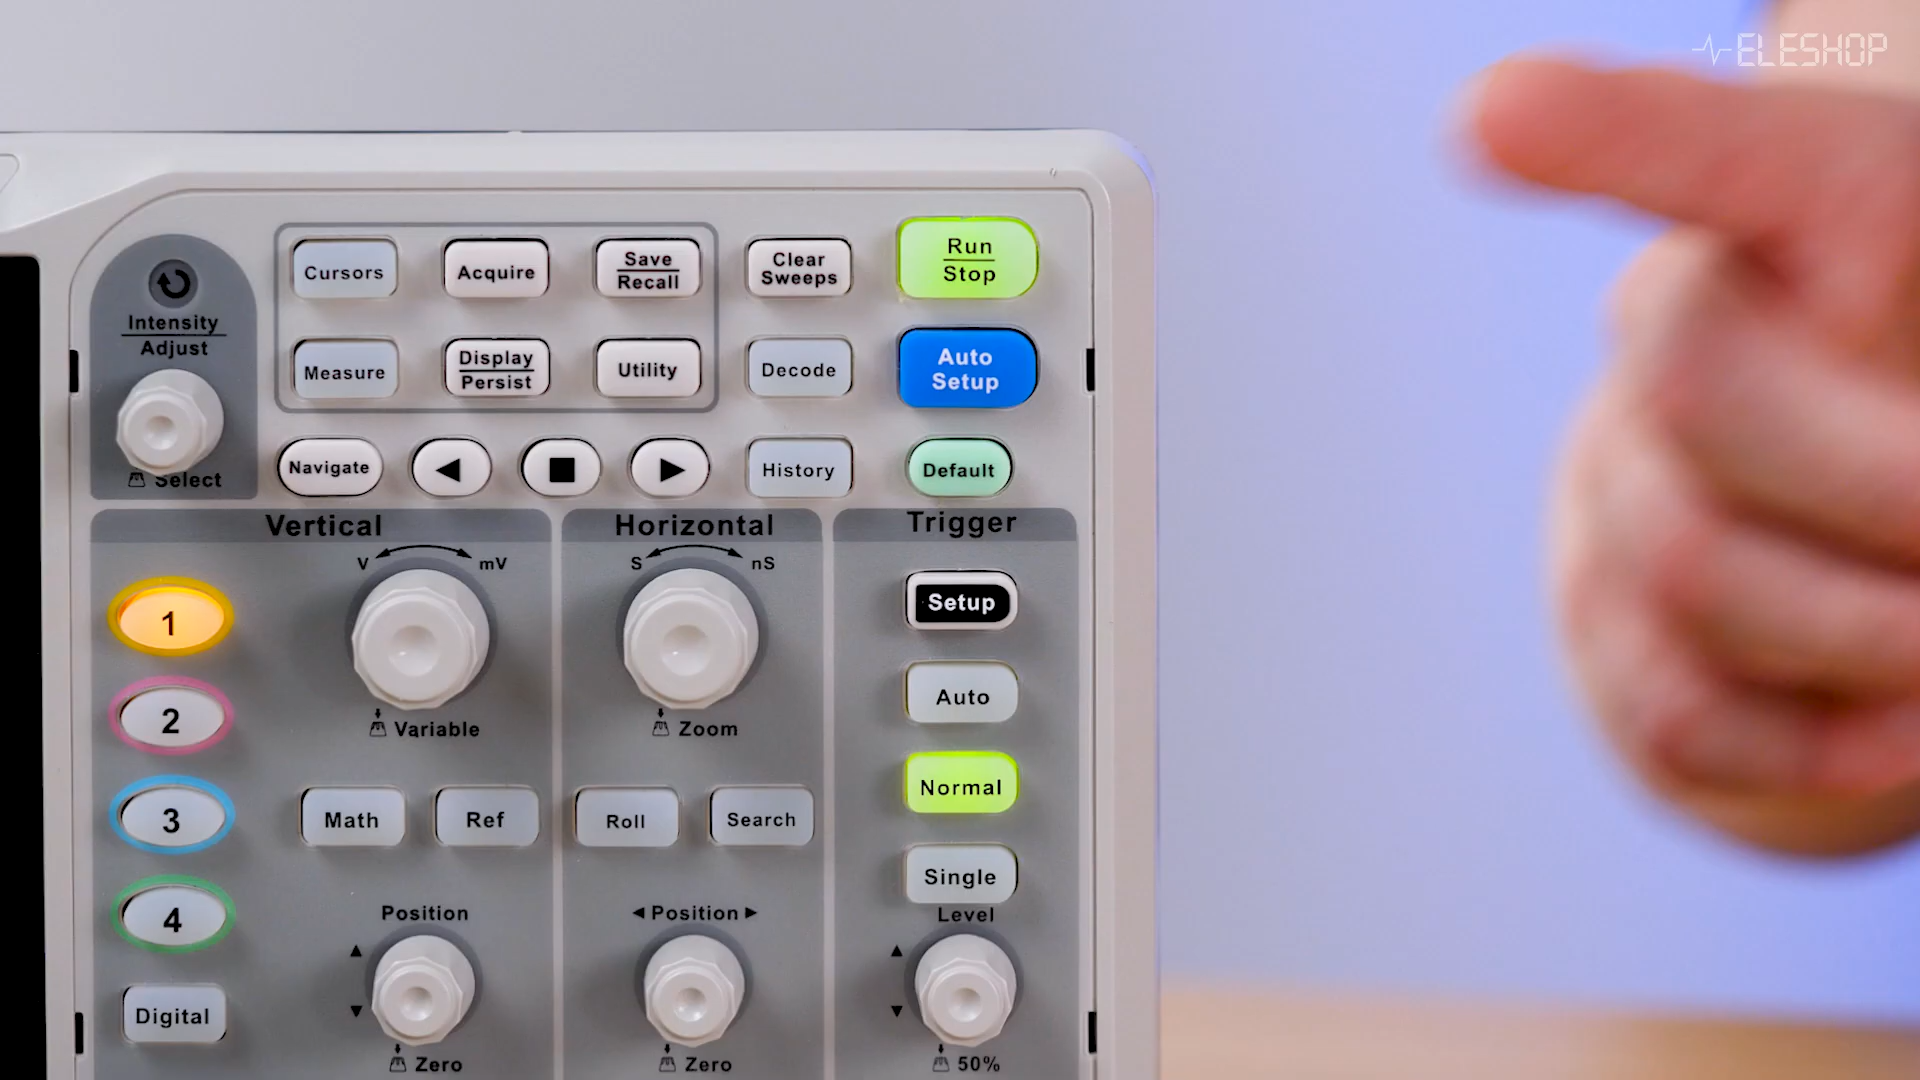 ELESHOP
Cursors
Acquire
Save
Recall
Clear
Sweeps
Run
Stop
Intensity
Adjust
Select
Measure
Display
Persist
Utility
Decode
Auto
Setup
Navigate
History
Default
Vertical
V
mV
Variable
1
2
3
4
Digital
Math
Ref
Position
Zero
Horizontal
S
nS
Zoom
Roll
Search
Position
Zero
Trigger
Setup
Auto
Normal
Single
Level
50%